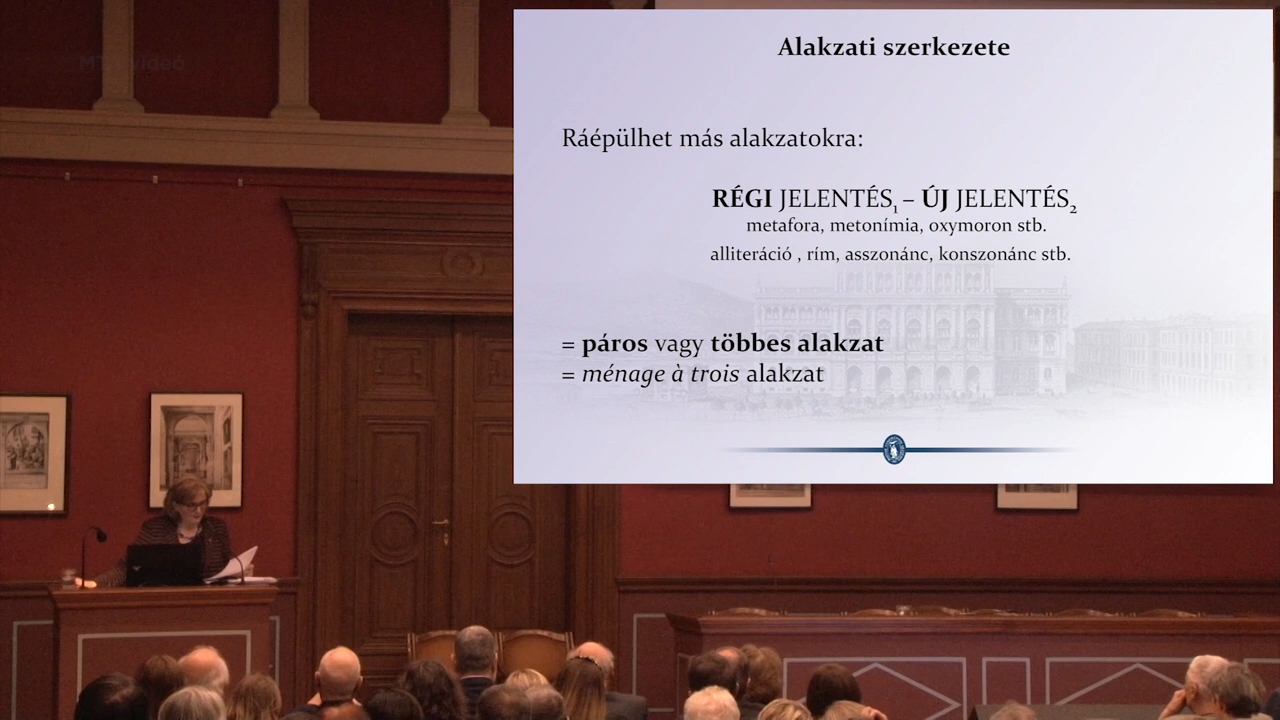 Alakzati szerkezete
Ráépülhet más alakzatokra:
RÉGI JELENTÉS₁ – ÚJ JELENTÉS₂
metafora, metonímia, oxymoron stb.
alliteráció , rím, asszonánc, konszonánc stb.
= páros vagy többes alakzat
= ménage à trois alakzat